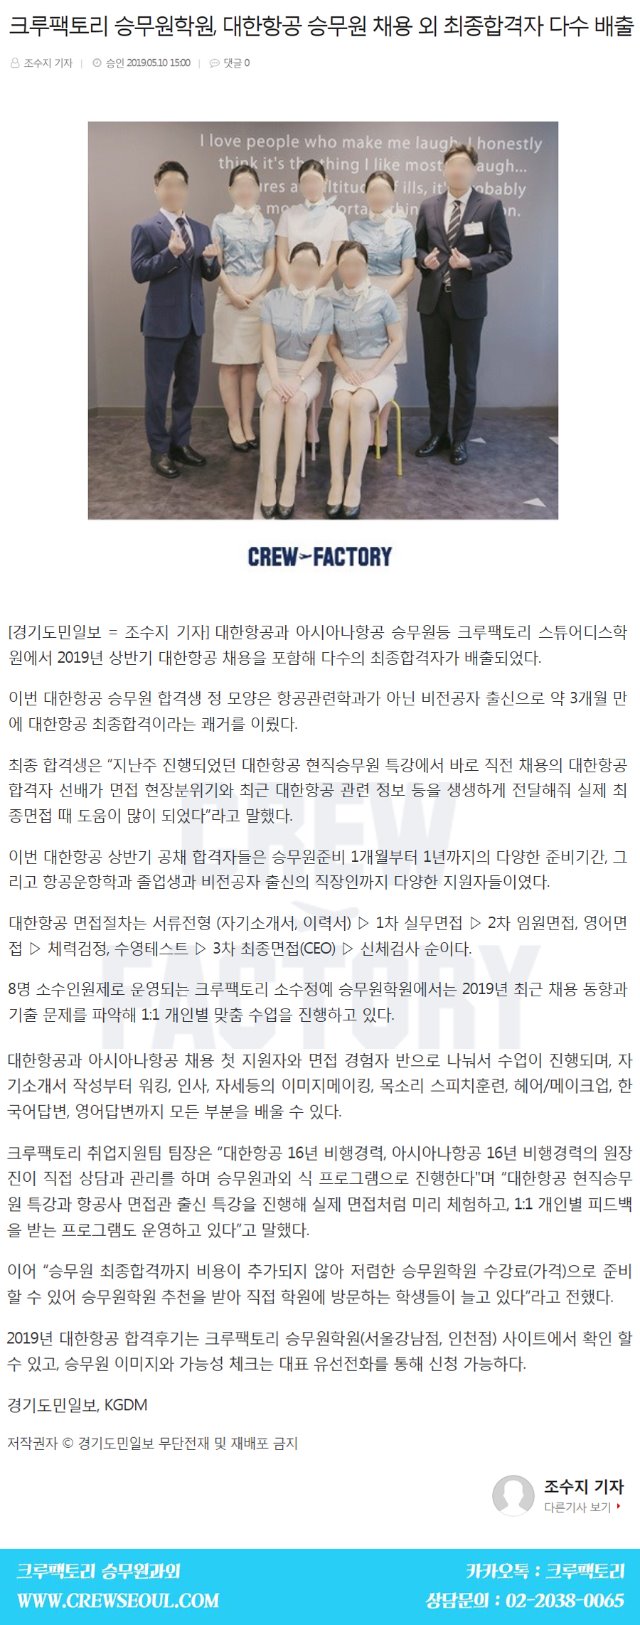 크루팩토리 승무원학원, 대한항공 승무원 채용 외 최종합격자 다수 배출
조수지 기자 | 승인 2019.05.10 15:00 | 댓글 0
I love people who make me laugh. I honestly
think it's the thing I like most laugh...
CREW FACTORY
[경기도민일보 = 조수지 기자] 대한항공과 아시아나항공 승무원등 크루팩토리 스튜어디스학
원에서 2019년 상반기 대한항공 채용을 포함해 다수의 최종합격자가 배출되었다.
이번 대한항공 승무원 합격생 정 모양은 항공관련학과가 아닌 비전공자 출신으로 약 3개월 만
에 대한항공 최종합격이라는 쾌거를 이뤘다.
최종 합격생은 “지난주 진행되었던 대한항공 현직승무원 특강에서 바로 직전 채용의 대한항공
합격자 선배가 면접 현장분위기와 최근 대한항공 관련 정보 등을 생생하게 전달해줘 실제 최
종면접 때 도움이 많이 되었다”라고 말했다.
이번 대한항공 상반기 공채 합격자들은 승무원준비 1개월부터 1년까지의 다양한 준비기간, 그
리고 항공운항학과 졸업생과 비전공자 출신의 직장인까지 다양한 지원자들이였다.
대한항공 면접절차는 서류전형 (자기소개서, 이력서) ▷ 1차 실무면접 ▷ 2차 임원면접, 영어면
접 ▷ 체력검정, 수영테스트 ▷ 3차 최종면접(CEO) ▷ 신체검사 순이다.
8명 소수인원제로 운영되는 크루팩토리 소수정예 승무원학원에서는 2019년 최근 채용 동향과
기출 문제를 파악해 1:1 개인별 맞춤 수업을 진행하고 있다.
대한항공과 아시아나항공 채용 첫 지원자와 면접 경험자 반으로 나눠서 수업이 진행되며, 자
기소개서 작성부터 워킹, 인사, 자세등의 이미지메이킹, 목소리 스피치훈련, 헤어/메이크업, 한
국어답변, 영어답변까지 모든 부분을 배울 수 있다.
크루팩토리 취업지원팀 팀장은 “대한항공 16년 비행경력, 아시아나항공 16년 비행경력의 원장
진이 직접 상담과 관리를 하며 승무원과외 식 프로그램으로 진행한다"며 “대한항공 현직승무
원 특강과 항공사 면접관 출신 특강을 진행해 실제 면접처럼 미리 체험하고, 1:1 개인별 피드백
을 받는 프로그램도 운영하고 있다”고 말했다.
이어 “승무원 최종합격까지 비용이 추가되지 않아 저렴한 승무원학원 수강료(가격)으로 준비
할 수 있어 승무원학원 추천을 받아 직접 학원에 방문하는 학생들이 늘고 있다”라고 전했다.
2019년 대한항공 합격후기는 크루팩토리 승무원학원(서울강남점, 인천점) 사이트에서 확인 할
수 있고, 승무원 이미지와 가능성 체크는 대표 유선전화를 통해 신청 가능하다.
경기도민일보, KGDM
저작권자 © 경기도민일보 무단전재 및 재배포 금지
조수지 기자
다른기사 보기
크루팩토리 승무원과외 카카오톡 : 크루팩토리
WWW.CREWSEOUL.COM 상담문의 : 02-2038-0065